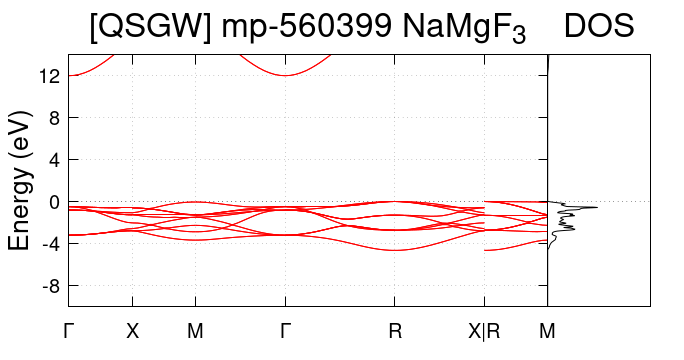 [QSGW] mp-560399 NaMgF₃ DOS
Energy (eV)
12
8
4
0
-4
-8
Γ X M Γ R X|R M